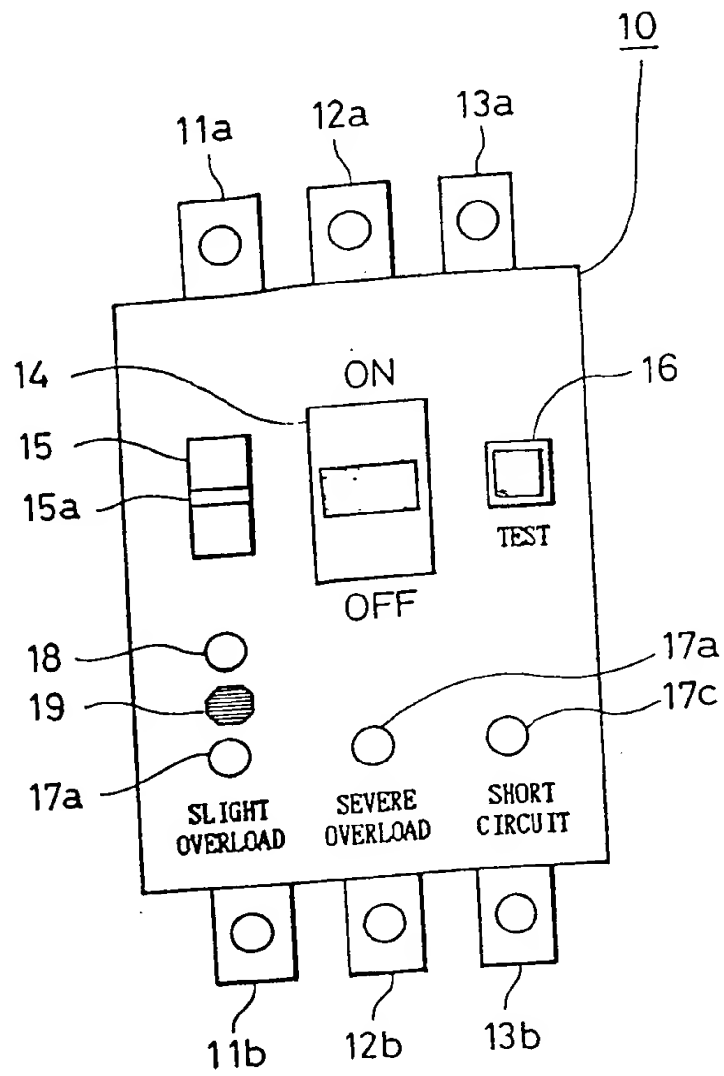 10
11a
12a
13a
14
ON
16
15
15a
TEST
OFF
18
19
17a
17a
17c
SLIGHT
OVERLOAD
SEVERE
OVERLOAD
SHORT
CIRCUIT
11b
12b
13b